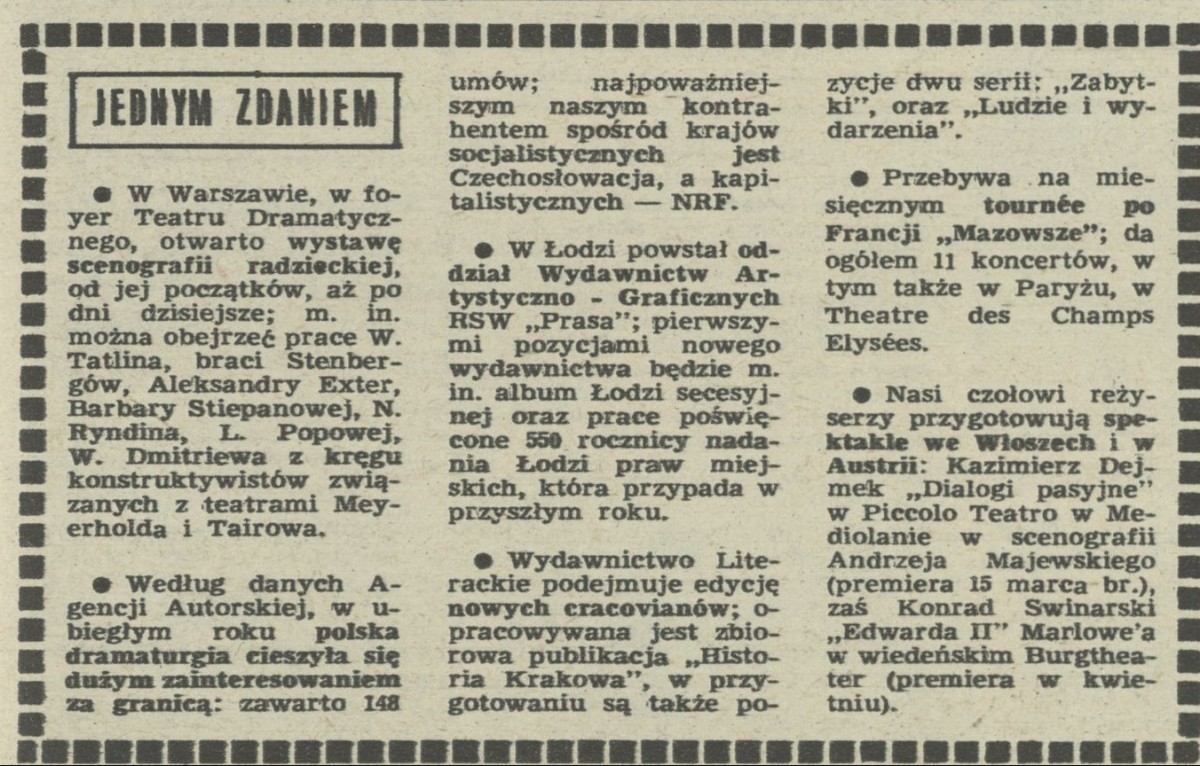 JEDNYM ZDANIEM
● W Warszawie, w fo-
yer Teatru Dramatycz-
nego, otwarto wystawę
scenografii radzieckiej,
od jej początków, aż po
dni dzisiejsze; m. in.
można obejrzeć prace W.
Tatlina, braci Stenber-
gów, Aleksandry Exter,
Barbary Stiepanowej, N.
Ryndina, L. Popowej,
W. Dmitriewa z kręgu
konstruktywistów zwią-
zanych z teatrami Mey-
erholda i Tairowa.
● Według danych A-
gencji Autorskiej, w u-
biegłym roku polska
dramaturgia cieszyła się
dużym zainteresowaniem
za granicą: zawarto 148
umów; najpoważniej-
szym naszym kontra-
hentem spośród krajów
socjalistycznych jest
Czechosłowacja, a kapi-
talistycznych — NRF.
● W Łodzi powstał od-
dział Wydawnictw Ar-
tystyczno - Graficznych
RSW „Prasa”; pierwszy-
mi pozycjami nowego
wydawnictwa będzie m.
in. album Łodzi secesyj-
nej oraz prace poświę-
cone 550 rocznicy nada-
nia Łodzi praw miej-
skich, która przypada w
przyszłym roku.
● Wydawnictwo Lite-
rackie podejmuje edycję
nowych cracovianów; o-
pracowywana jest zbio-
rowa publikacja „Histo-
ria Krakowa”, w przy-
gotowaniu są także po-
zycje dwu serii: „Zabyt-
ki”, oraz „Ludzie i wy-
darzenia”.
● Przebywa na mie-
sięcznym tournée po
Francji „Mazowsze”; da
ogółem 11 koncertów, w
tym także w Paryżu, w
Theatre des Champs
Elysées.
● Nasi czołowi reży-
serzy przygotowują spe-
ktakle we Włoszech i w
Austrii: Kazimierz Dej-
mek „Dialogi pasyjne”
w Piccolo Teatro w Me-
diolanie w scenografii
Andrzeja Majewskiego
(premiera 15 marca br.),
zaś Konrad Swinarski
„Edwarda II” Marlowe'a
w wiedeńskim Burgthea-
ter (premiera w kwie-
tniu).